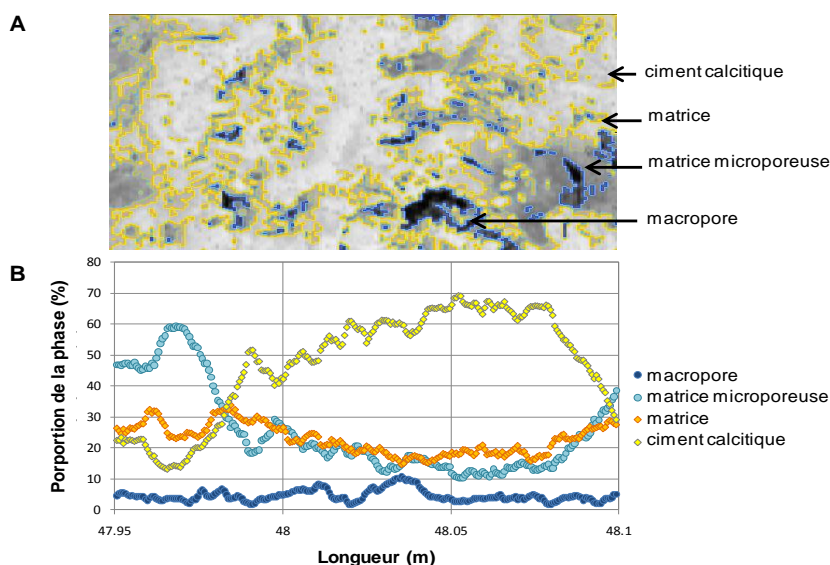 A
ciment calcitique
matrice
matrice microporeuse
macropore
B
Porportion de la phase (%)
80
70
60
50
40
30
20
10
0
47.95
48
48.05
48.1
Longueur (m)
macropore
matrice microporeuse
matrice
ciment calcitique